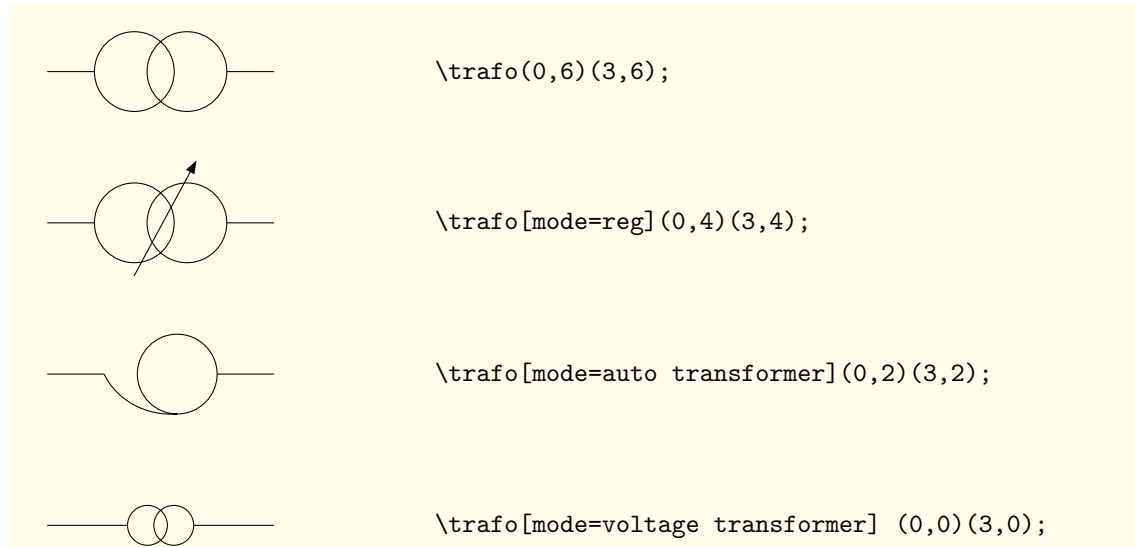 \trafo(0,6)(3,6);
\trafo[mode=reg](0,4)(3,4);
\trafo[mode=auto transformer](0,2)(3,2);
\trafo[mode=voltage transformer] (0,0)(3,0);